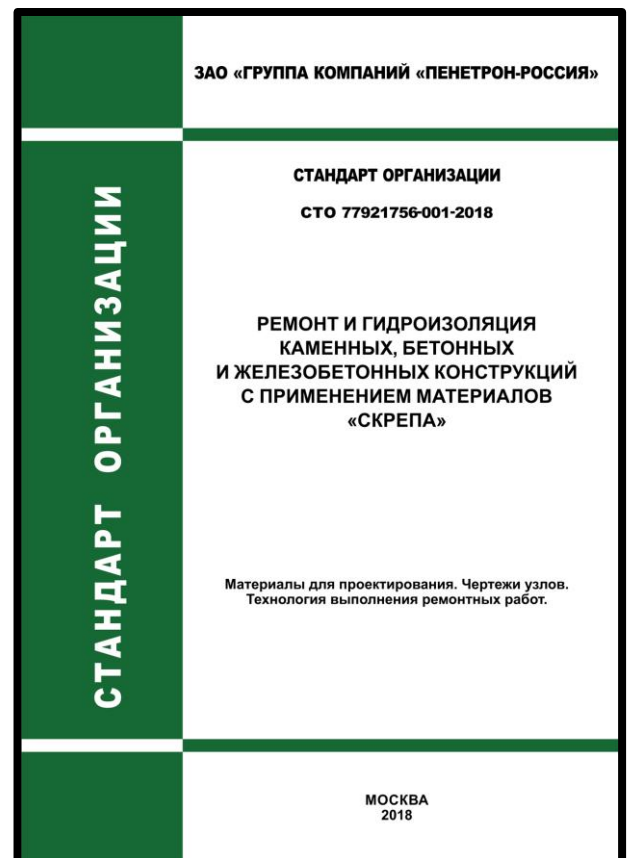 ЗАО «ГРУППА КОМПАНИЙ «ПЕНЕТРОН-РОССИЯ»
СТАНДАРТ ОРГАНИЗАЦИИ
СТАНДАРТ ОРГАНИЗАЦИИ
СТО 77921756-001-2018
РЕМОНТ И ГИДРОИЗОЛЯЦИЯ
КАМЕННЫХ, БЕТОННЫХ
И ЖЕЛЕЗОБЕТОННЫХ КОНСТРУКЦИЙ
С ПРИМЕНЕНИЕМ МАТЕРИАЛОВ
«СКРЕПА»
Материалы для проектирования. Чертежи узлов.
Технология выполнения ремонтных работ.
МОСКВА
2018